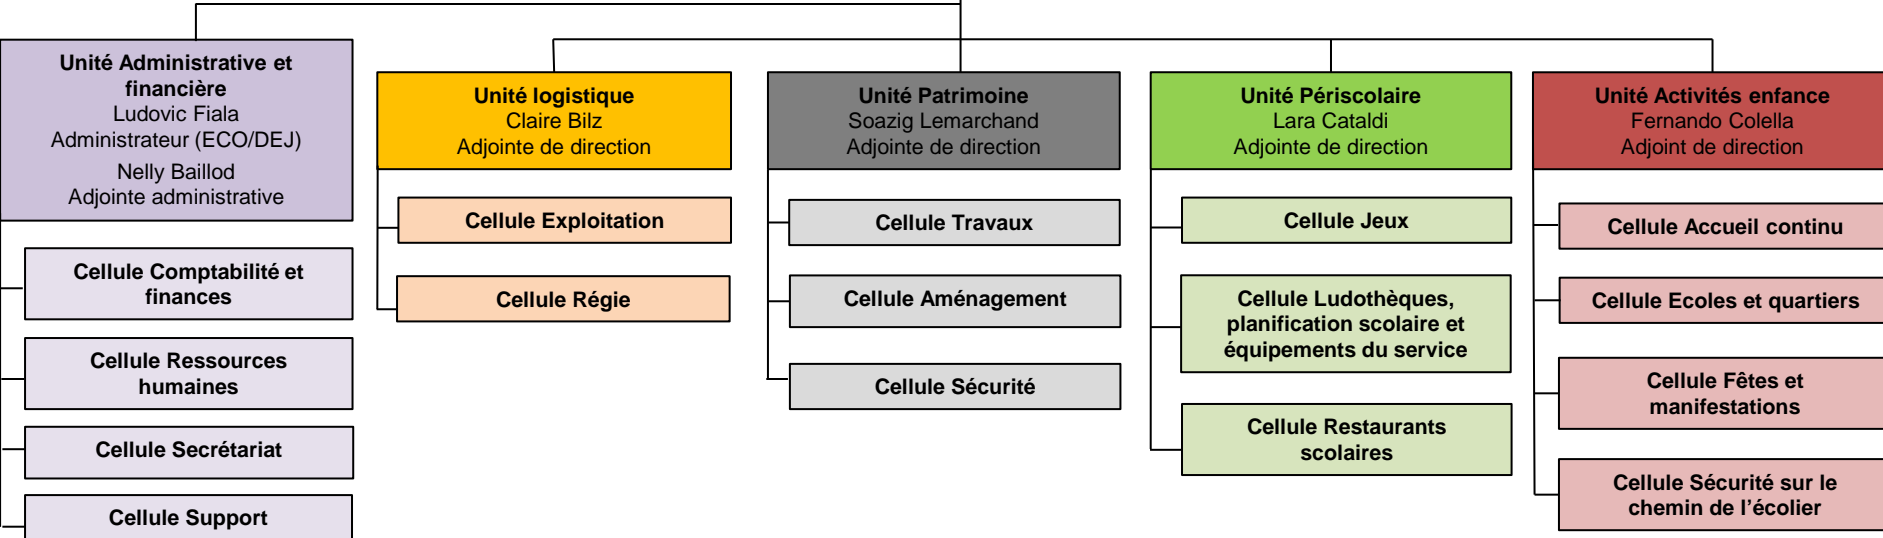 Unité Administrative et
financière
Ludovic Fiala
Administrateur (ECO/DEJ)
Nelly Baillod
Adjointe administrative
Cellule Comptabilité et
finances
Cellule Ressources
humaines
Cellule Secrétariat
Cellule Support
Unité logistique
Claire Bilz
Adjointe de direction
Cellule Exploitation
Cellule Régie
Unité Patrimoine
Soazig Lemarchand
Adjointe de direction
Cellule Travaux
Cellule Aménagement
Cellule Sécurité
Unité Périscolaire
Lara Cataldi
Adjointe de direction
Cellule Jeux
Cellule Ludothèques,
planification scolaire et
équipements du service
Cellule Restaurants
scolaires
Unité Activités enfance
Fernando Colella
Adjoint de direction
Cellule Accueil continu
Cellule Ecoles et quartiers
Cellule Fêtes et
manifestations
Cellule Sécurité sur le
chemin de l’écolier